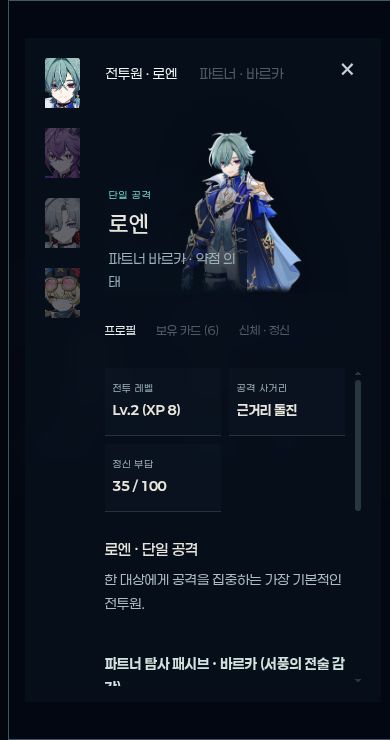 전투원 · 로엔 파트너 · 바르카 ×
단일 공격
로엔
파트너 바르카 · 약점 의
태
프로필 보유 카드 (6) 신체 · 정신
전투 레벨 공격 사거리
Lv.2 (XP 8) 근거리 돌진
정신 부담
35 / 100
로엔 · 단일 공격
한 대상에게 공격을 집중하는 가장 기본적인
전투원.
파트너 탐사 패시브 · 바르카 (서풍의 전술 감
각)